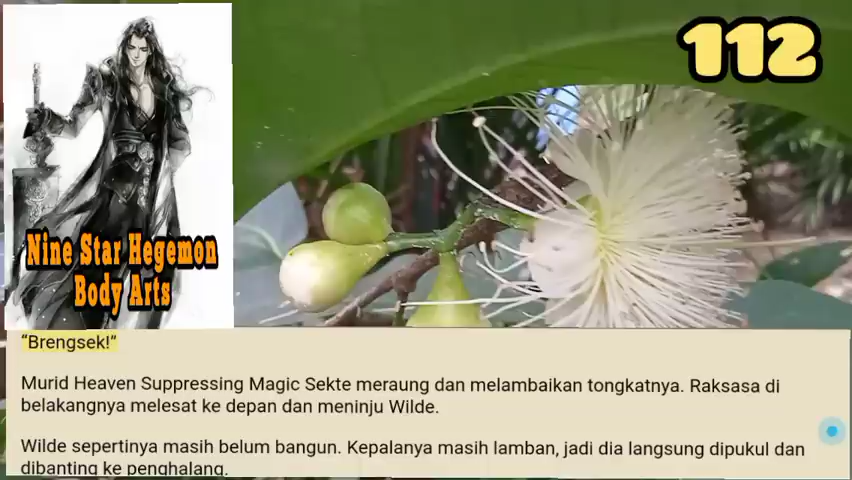 112
Nine Star Hegemon
Body Arts
“Brengsek!”
Murid Heaven Suppressing Magic Sekte meraung dan melambaikan tongkatnya. Raksasa di
belakangnya melesat ke depan dan meninju Wilde.
Wilde sepertinya masih belum bangun. Kepalanya masih lamban, jadi dia langsung dipukul dan
dibanting ke penghalang.